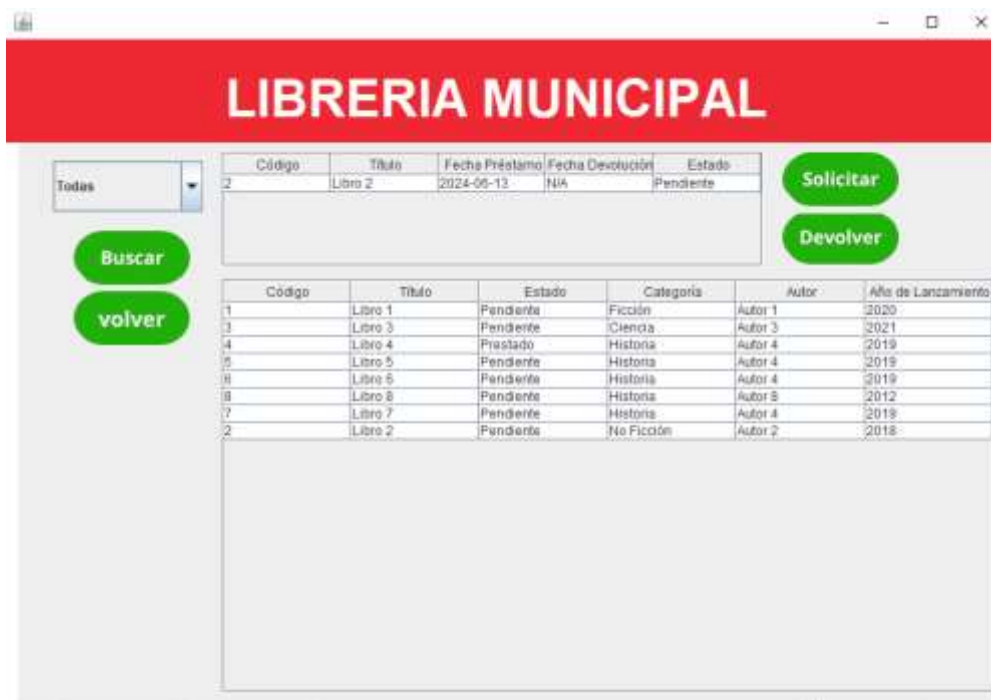 LIBRERIA MUNICIPAL
Todas
Buscar
volver
Código Título Fecha Préstamo Fecha Devolución Estado
2 Libro 2 2024-06-13 N/A Pendiente
Solicitar
Devolver
Código Título Estado Categoría Autor Año de Lanzamiento
1 Libro 1 Pendiente Ficción Autor 1 2020
3 Libro 3 Pendiente Ciencia Autor 3 2021
4 Libro 4 Prestado Historia Autor 4 2019
5 Libro 5 Pendiente Historia Autor 4 2019
6 Libro 6 Pendiente Historia Autor 4 2019
8 Libro 8 Pendiente Historia Autor 8 2012
7 Libro 7 Pendiente Historia Autor 4 2019
2 Libro 2 Pendiente No Ficción Autor 2 2018